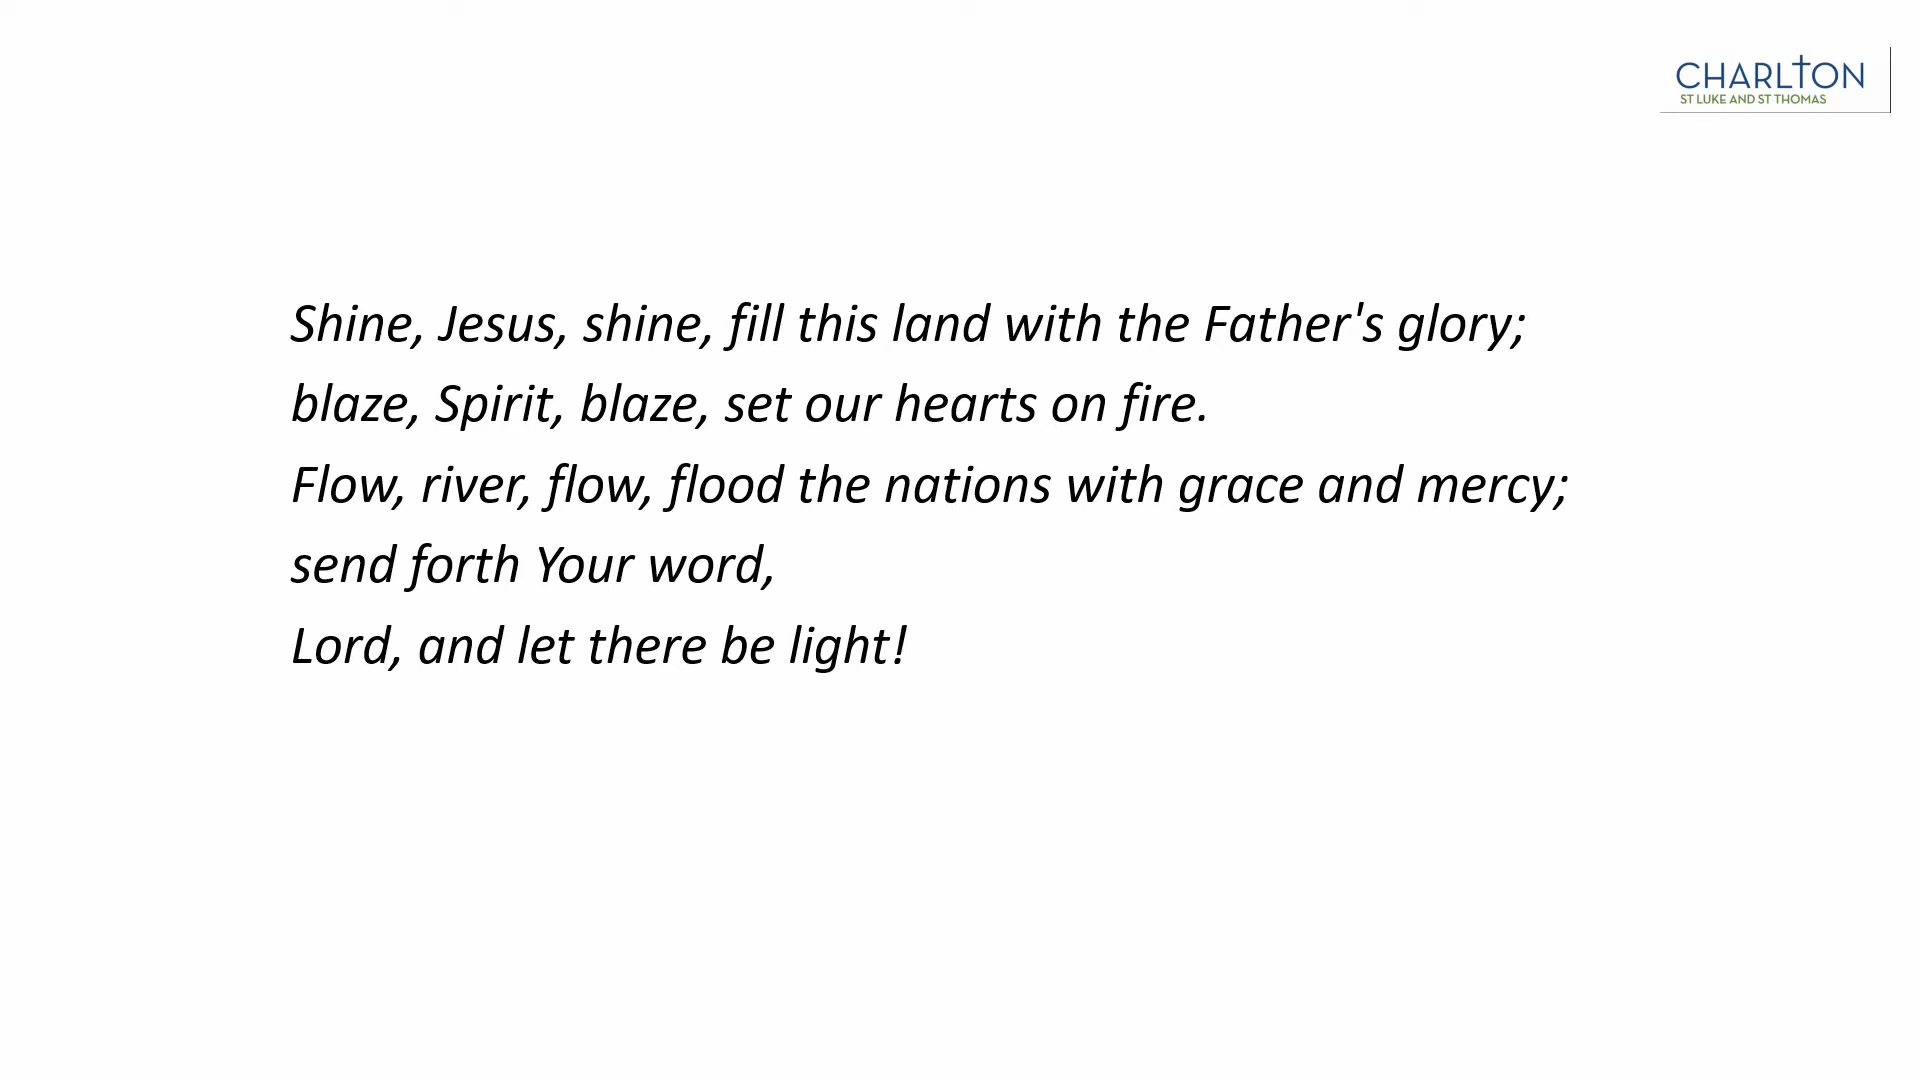 CHARLTON
ST LUKE AND ST THOMAS
Shine, Jesus, shine, fill this land with the Father's glory;
blaze, Spirit, blaze, set our hearts on fire.
Flow, river, flow, flood the nations with grace and mercy;
send forth Your word,
Lord, and let there be light!